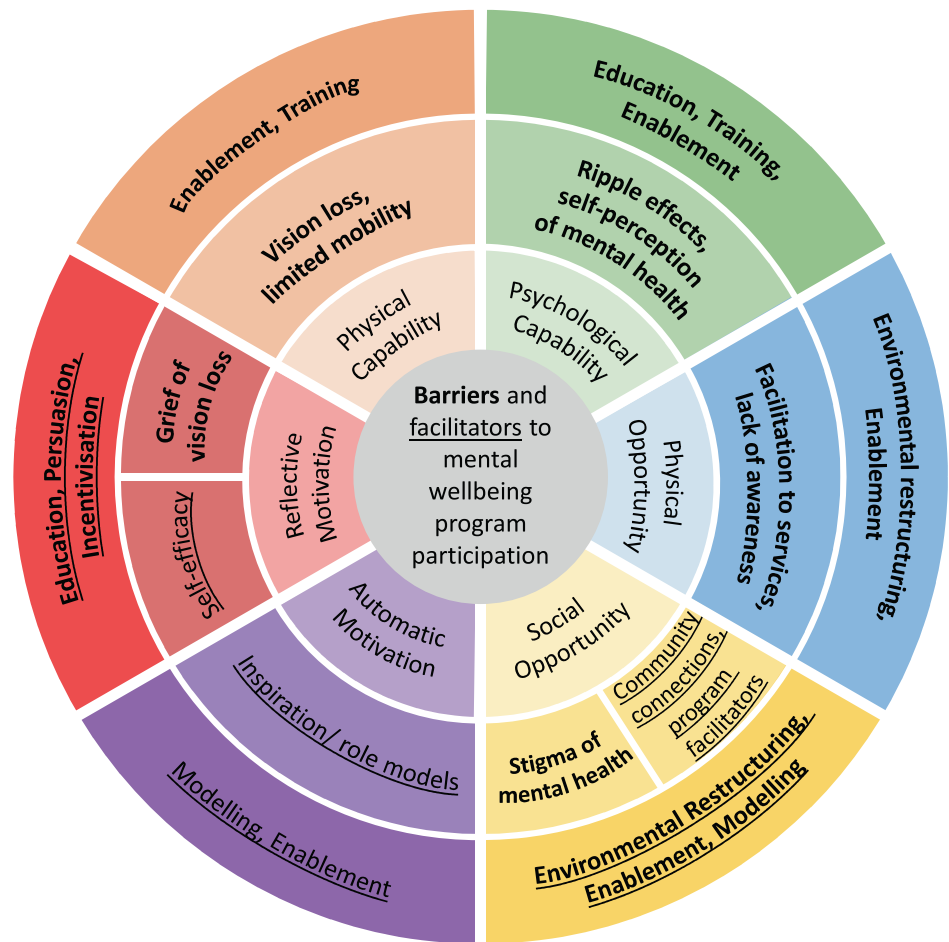 Barriers and
facilitators to
mental
wellbeing
program
participation
Education, Training,
Enablement
Ripple effects,
self-perception
of mental health
Psychological
Capability
Environmental restructuring,
Enablement
Facilitation to services,
lack of awareness
Physical
Opportunity
Social
Opportunity
Community
connections,
program
facilitators
Stigma of
mental health
Environmental Restructuring,
Enablement, Modelling
Automatic
Motivation
Inspiration/ role models
Modelling, Enablement
Reflective
Motivation
Grief of
vision loss
Self-efficacy
Education, Persuasion,
Incentivisation
Physical
Capability
Vision loss,
limited mobility
Enablement, Training